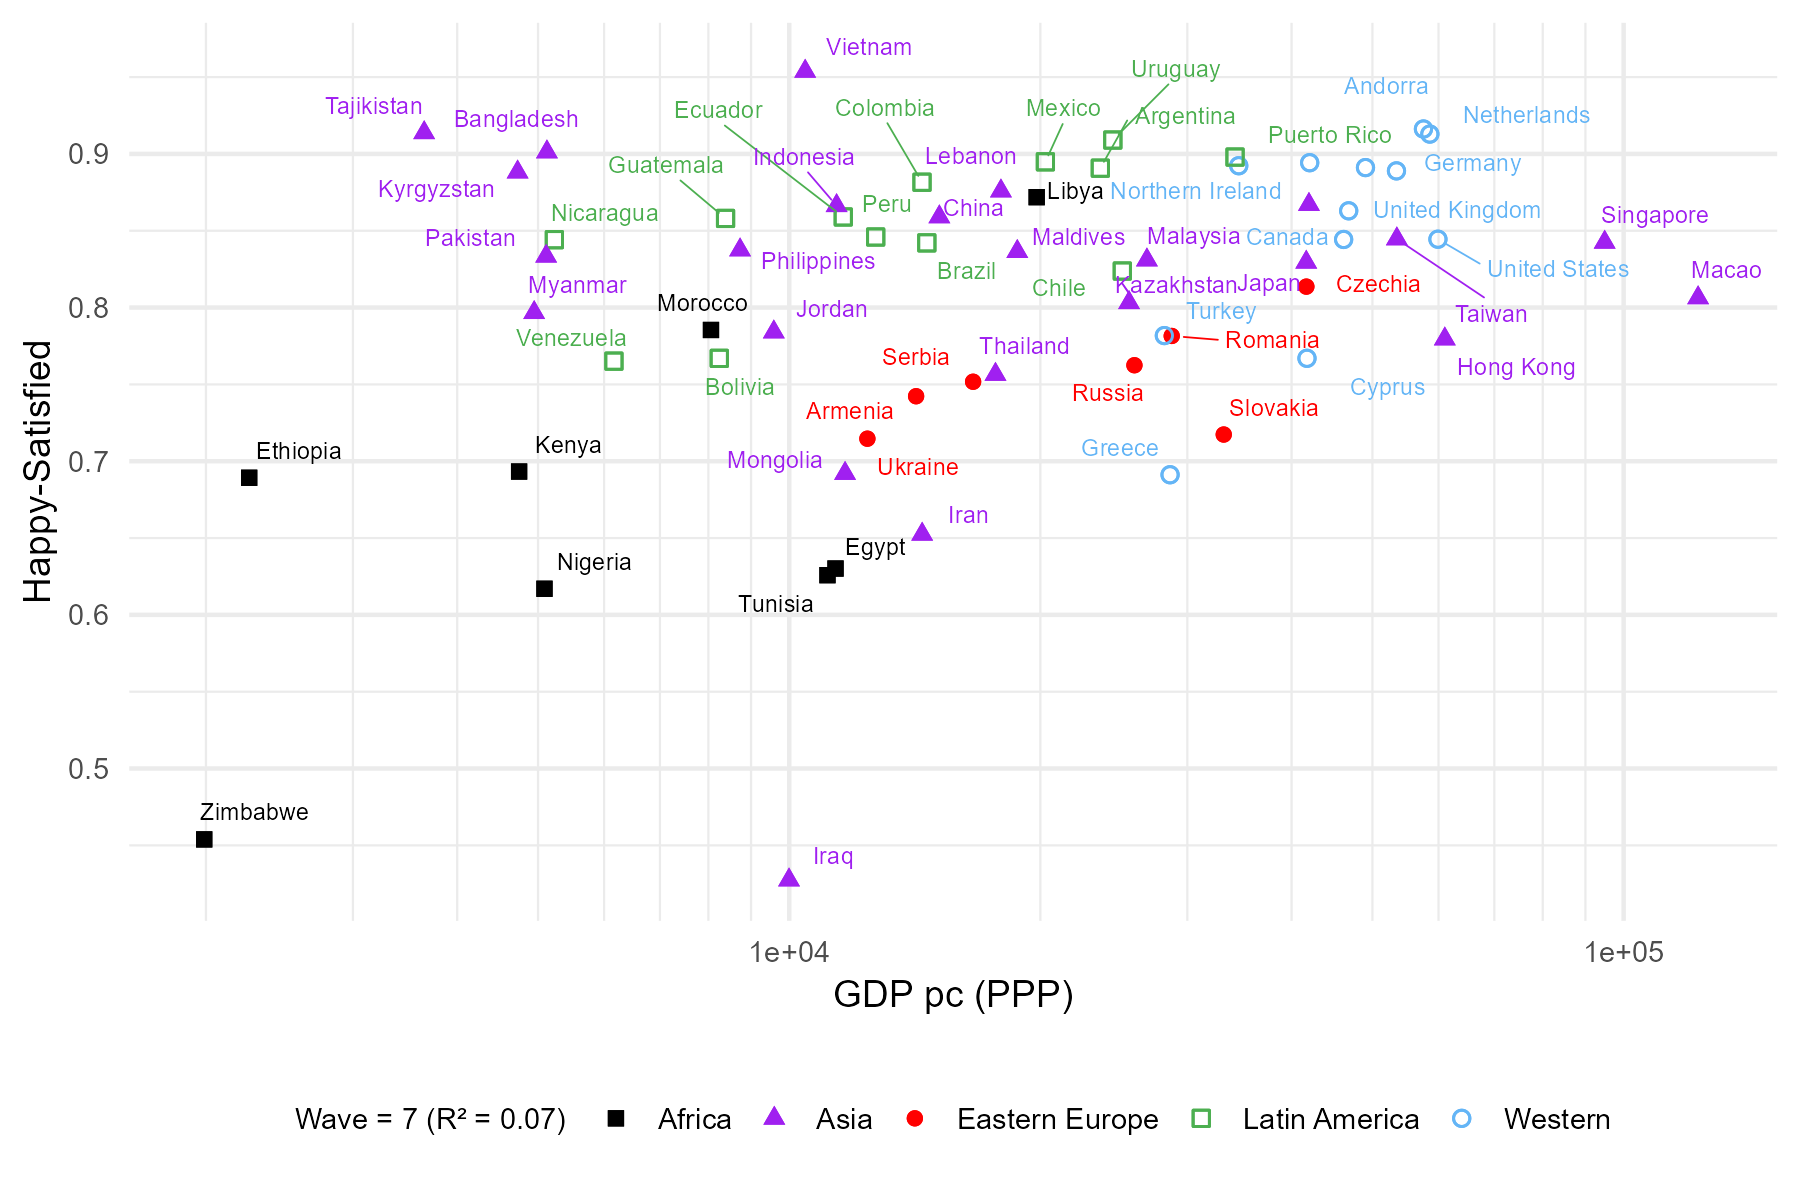 Vietnam
Uruguay
Andorra
Tajikistan
Bangladesh
Ecuador
Colombia
Mexico
Argentina
Netherlands
Puerto Rico
0.9
Guatemala
Indonesia
Lebanon
Germany
Kyrgyzstan
Libya
Northern Ireland
Nicaragua
Peru
China
United Kingdom
Singapore
Pakistan
Maldives
Malaysia
Canada
Philippines
Brazil
United States
Macao
Myanmar
Chile
Kazakhstan
Japan
Czechia
0.8
Morocco
Jordan
Turkey
Taiwan
Venezuela
Romania
Serbia
Thailand
Hong Kong
Bolivia
Russia
Cyprus
Armenia
Slovakia
Ethiopia
Kenya
Greece
0.7
Mongolia
Ukraine
Iran
Egypt
Nigeria
Tunisia
0.6
0.5
Zimbabwe
Iraq
Happy-Satisfied
1e+04
1e+05
GDP pc (PPP)
Wave = 7 (R² = 0.07) Africa Asia Eastern Europe Latin America Western